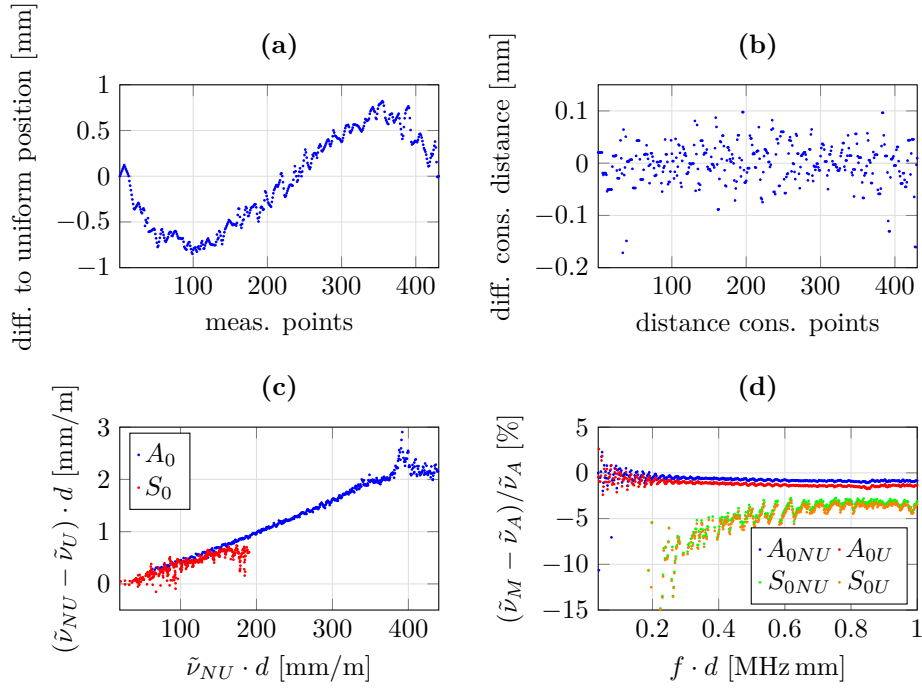 (a)
diff. to uniform position [mm]
1
0.5
0
−0.5
−1
100 200 300 400
meas. points
(b)
diff. cons. distance [mm]
0.1
0
−0.1
−0.2
100 200 300 400
distance cons. points
(c)
(ν̃_NU − ν̃_U) · d [mm/m]
3
2
1
0
A_0
S_0
100 200 300 400
ν̃_NU · d [mm/m]
(d)
(ν̃_M − ν̃_A)/ν̃_A [%]
5
0
−5
−10
−15
A_0NU A_0U
S_0NU S_0U
0.2 0.4 0.6 0.8 1
f · d [MHz mm]